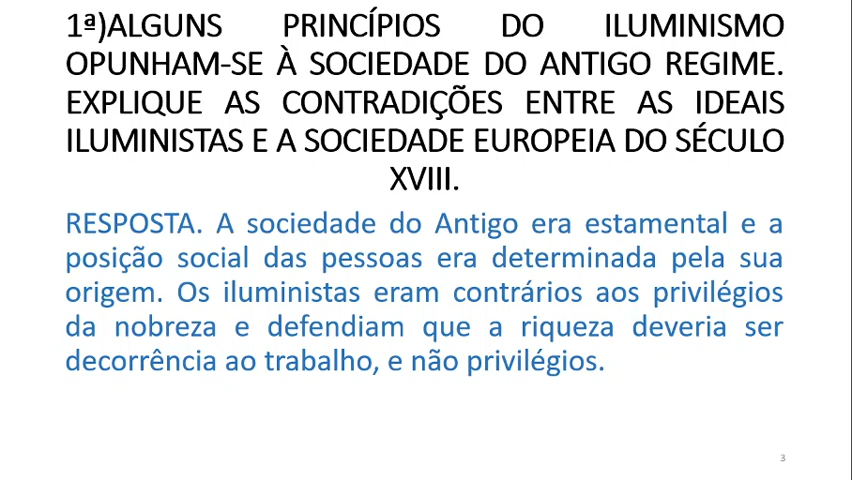 1ª)ALGUNS PRINCÍPIOS DO ILUMINISMO
OPUNHAM-SE À SOCIEDADE DO ANTIGO REGIME.
EXPLIQUE AS CONTRADIÇÕES ENTRE AS IDEAIS
ILUMINISTAS E A SOCIEDADE EUROPEIA DO SÉCULO
XVIII.
RESPOSTA. A sociedade do Antigo era estamental e a
posição social das pessoas era determinada pela sua
origem. Os iluministas eram contrários aos privilégios
da nobreza e defendiam que a riqueza deveria ser
decorrência ao trabalho, e não privilégios.
3